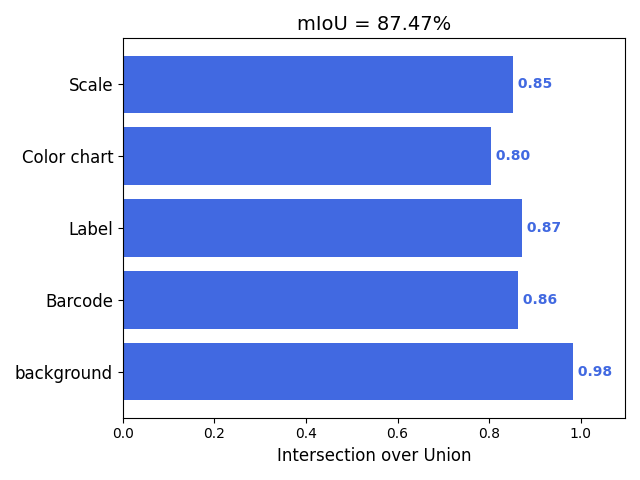 mIoU = 87.47%
Scale 0.85
Color chart 0.80
Label 0.87
Barcode 0.86
background 0.98
0.0 0.2 0.4 0.6 0.8 1.0
Intersection over Union